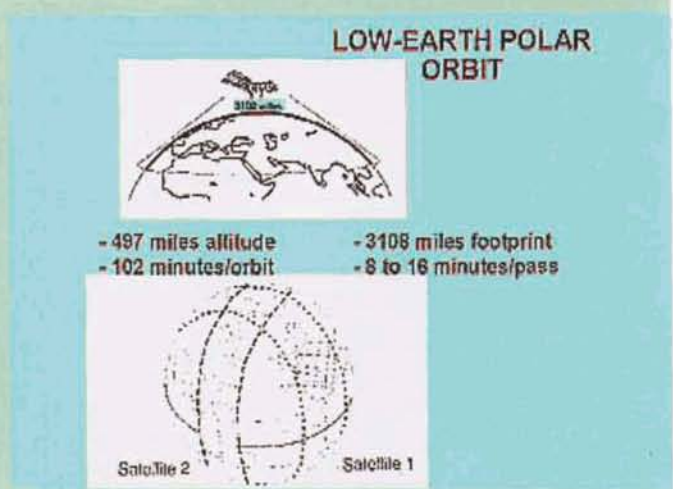 LOW-EARTH POLAR
ORBIT
3100 miles
- 497 miles altitude
- 3108 miles footprint
- 102 minutes/orbit
- 8 to 16 minutes/pass
Satellite 2
Satellite 1